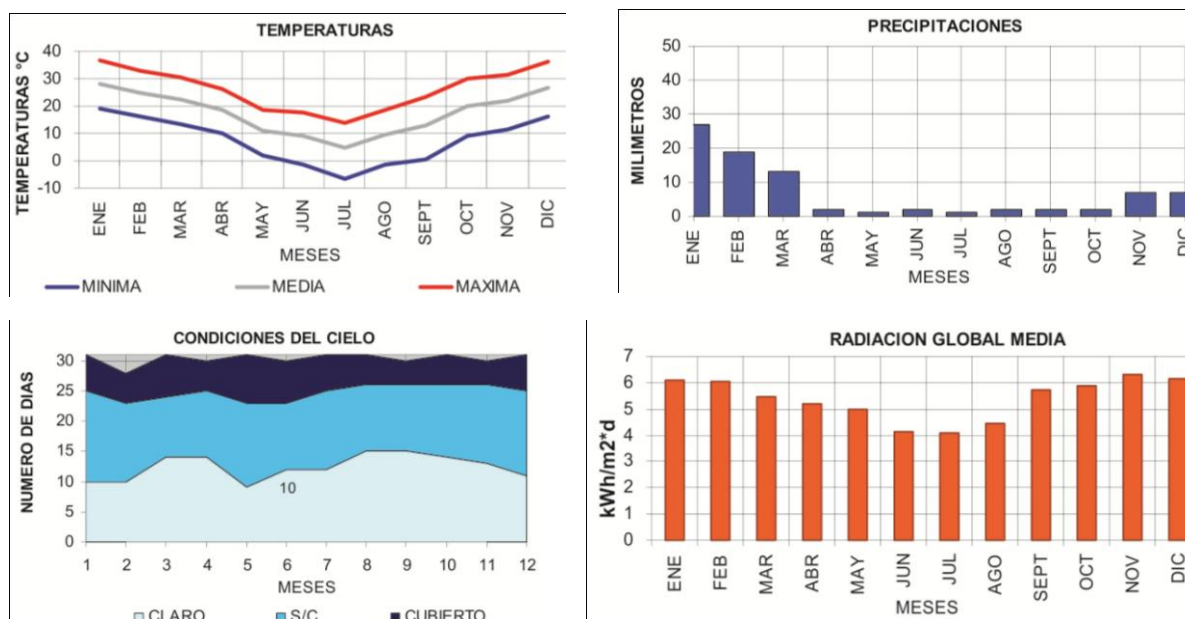 TEMPERATURAS
TEMPERATURAS °C
40
30
20
10
0
-10
ENE
FEB
MAR
ABR
MAY
JUN
JUL
AGO
SEPT
OCT
NOV
DIC
MESES
MINIMA
MEDIA
MAXIMA
PRECIPITACIONES
MILIMETROS
50
40
30
20
10
0
ENE
FEB
MAR
ABR
MAY
JUN
JUL
AGO
SEPT
OCT
NOV
DIC
MESES
CONDICIONES DEL CIELO
NUMERO DE DIAS
30
25
20
15
10
5
0
10
1 2 3 4 5 6 7 8 9 10 11 12
MESES
CLARO
S/C
CUBIERTO
RADIACION GLOBAL MEDIA
kWh/m2*d
7
6
5
4
3
2
1
0
ENE
FEB
MAR
ABR
MAY
JUN
JUL
AGO
SEPT
OCT
NOV
DIC
MESES